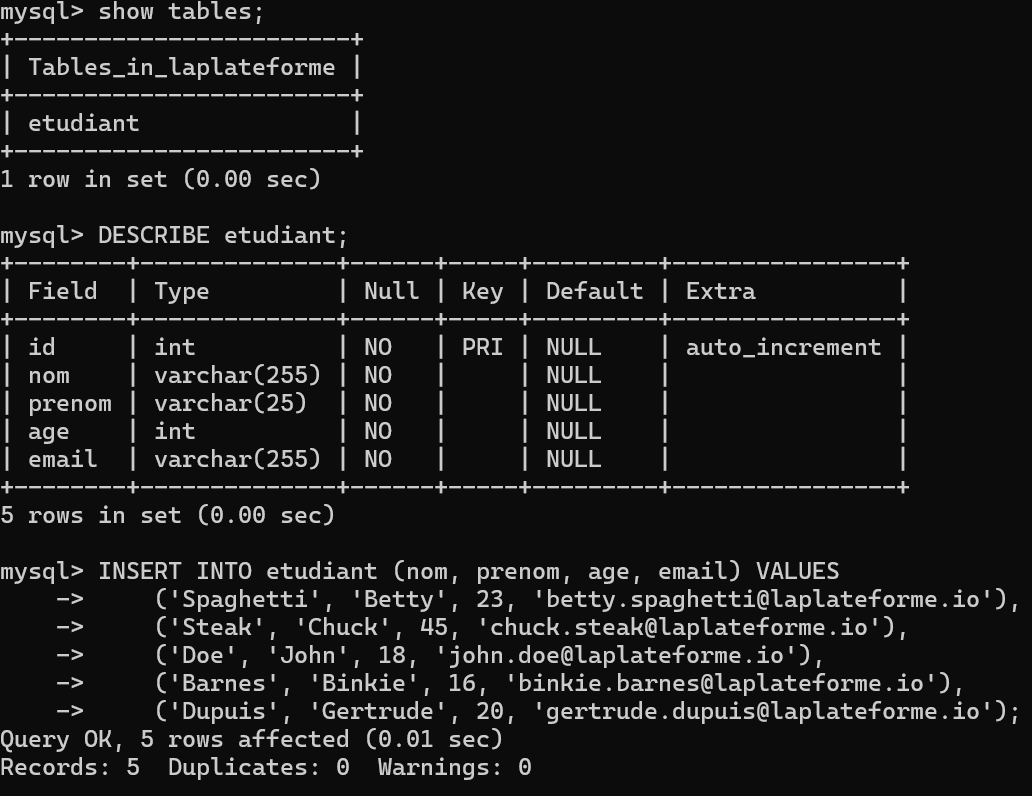 mysql> show tables;
+------------------------+
| Tables_in_laplateforme |
+------------------------+
| etudiant               |
+------------------------+
1 row in set (0.00 sec)

mysql> DESCRIBE etudiant;
+--------+--------------+------+-----+---------+----------------+
| Field  | Type         | Null | Key | Default | Extra          |
+--------+--------------+------+-----+---------+----------------+
| id     | int          | NO   | PRI | NULL    | auto_increment |
| nom    | varchar(255) | NO   |     | NULL    |                |
| prenom | varchar(25)  | NO   |     | NULL    |                |
| age    | int          | NO   |     | NULL    |                |
| email  | varchar(255) | NO   |     | NULL    |                |
+--------+--------------+------+-----+---------+----------------+
5 rows in set (0.00 sec)

mysql> INSERT INTO etudiant (nom, prenom, age, email) VALUES
    ->     ('Spaghetti', 'Betty', 23, 'betty.spaghetti@laplateforme.io'),
    ->     ('Steak', 'Chuck', 45, 'chuck.steak@laplateforme.io'),
    ->     ('Doe', 'John', 18, 'john.doe@laplateforme.io'),
    ->     ('Barnes', 'Binkie', 16, 'binkie.barnes@laplateforme.io'),
    ->     ('Dupuis', 'Gertrude', 20, 'gertrude.dupuis@laplateforme.io');
Query OK, 5 rows affected (0.01 sec)
Records: 5  Duplicates: 0  Warnings: 0